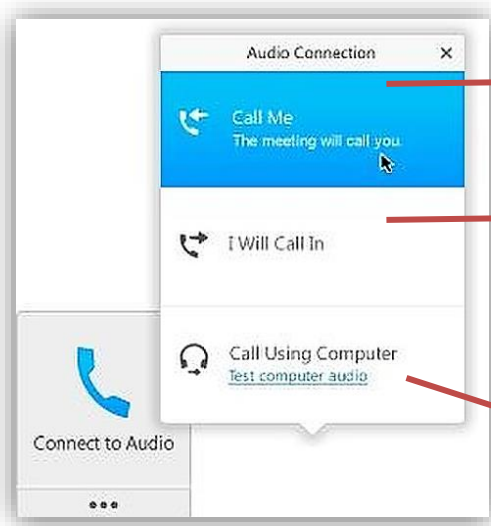 Audio Connection
Call Me
The meeting will call you.
I Will Call In
Call Using Computer
Test computer audio
Connect to Audio